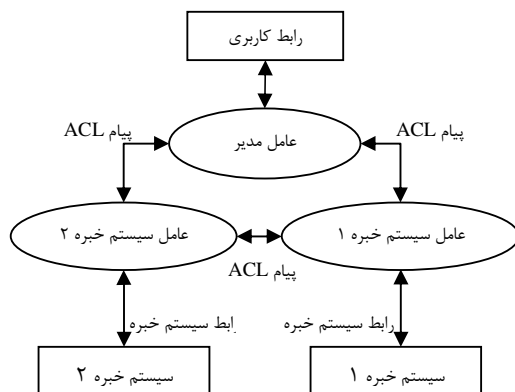 رابط کاربری
پیام ACL
پیام ACL
عامل مدیر
عامل سیستم خبره ۱
عامل سیستم خبره ۲
پیام ACL
رابط سیستم خبره
رابط سیستم خبره
سیستم خبره ۱
سیستم خبره ۲